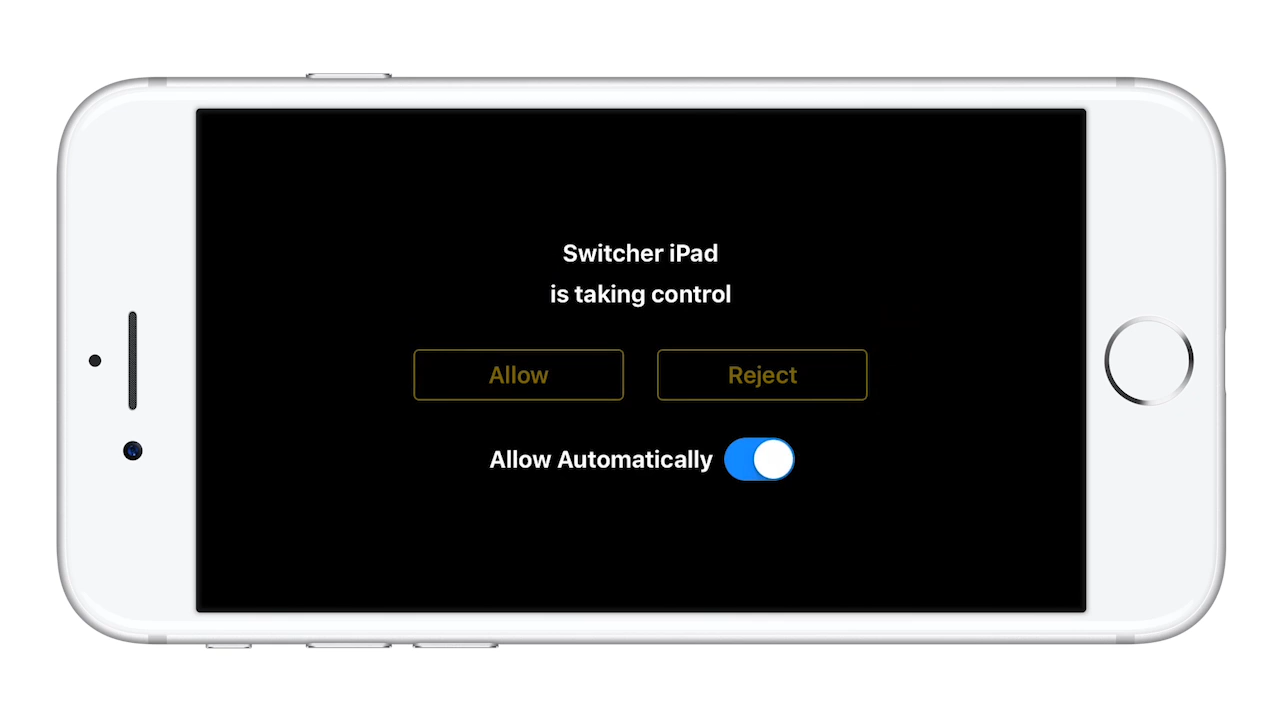 Switcher iPad
is taking control
Allow Reject
Allow Automatically